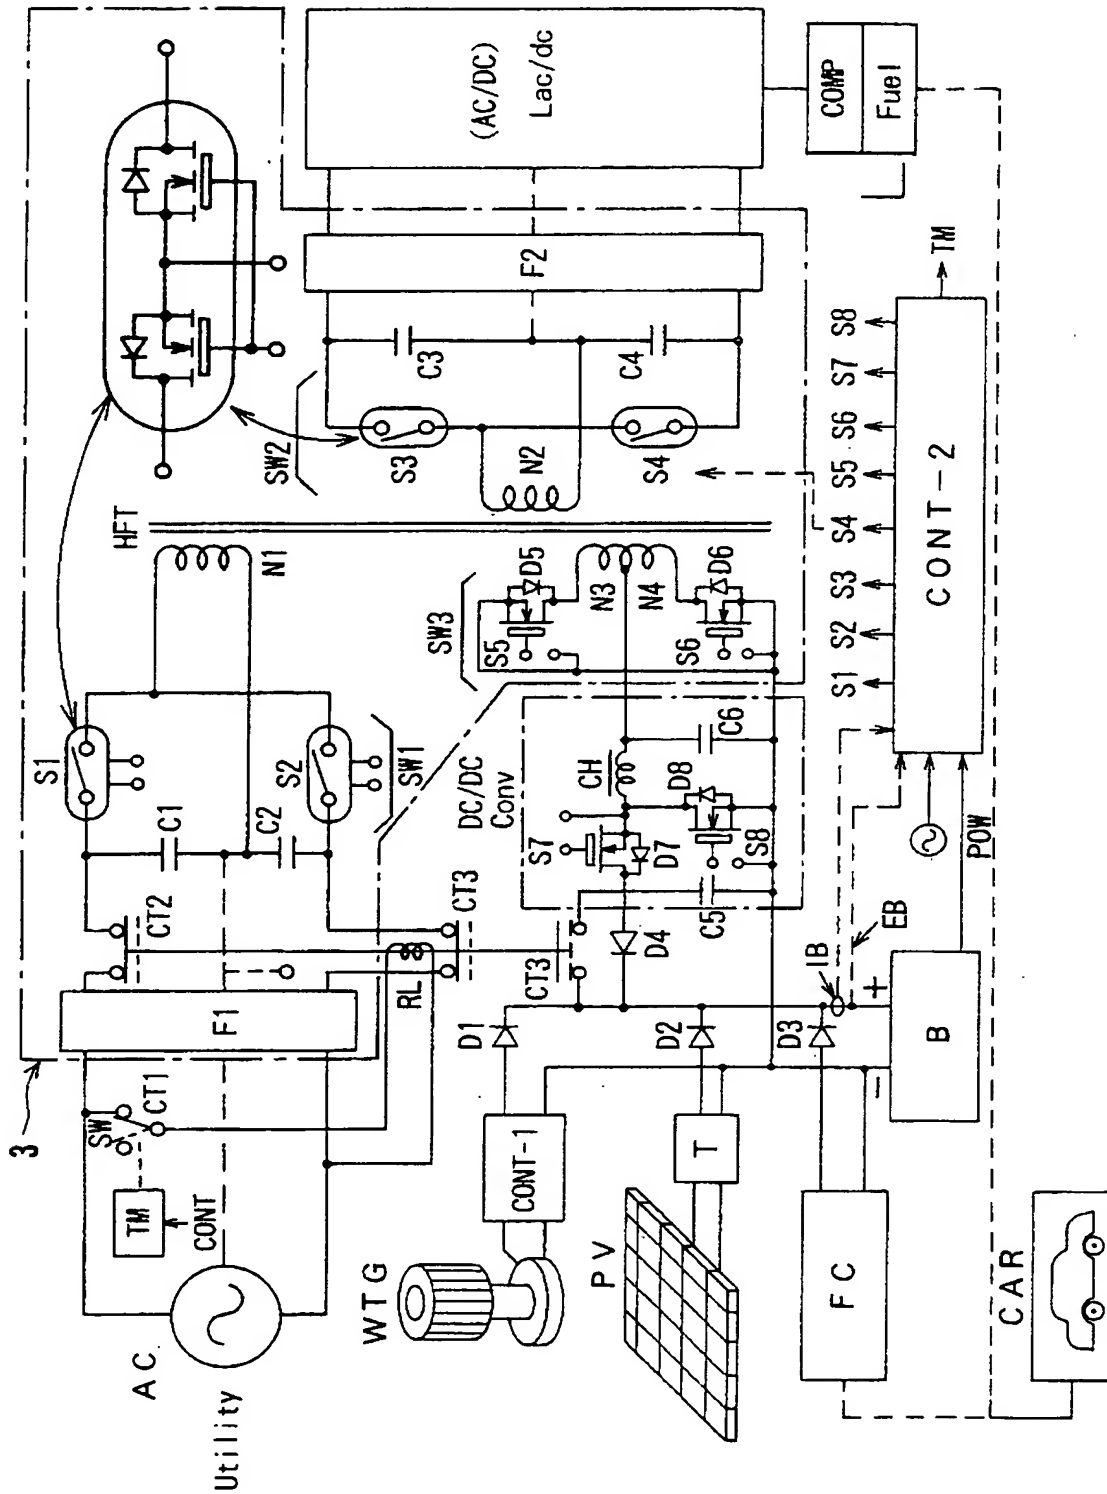 3
HFT
SW2
S3
S4
N2
C3
C4
F2
(AC/DC)
Lac/dc
COMP
Fuel
S1
S2
SW1
C1
C2
N1
CT2
CT3
F1
RL
SW
CT1
TM
CONT
AC
Utility
SW3
S5
D5
N3
N4
S6
D6
DC/DC
Conv
CH
C6
S7
D7
D8
S8
C5
D4
CT3
D1
D2
D3
WTG
CONT-1
PV
T
FC
CAR
IB
EB
+
−
B
POW
CONT-2
S1
S2
S3
S4
S5
S6
S7
S8
TM